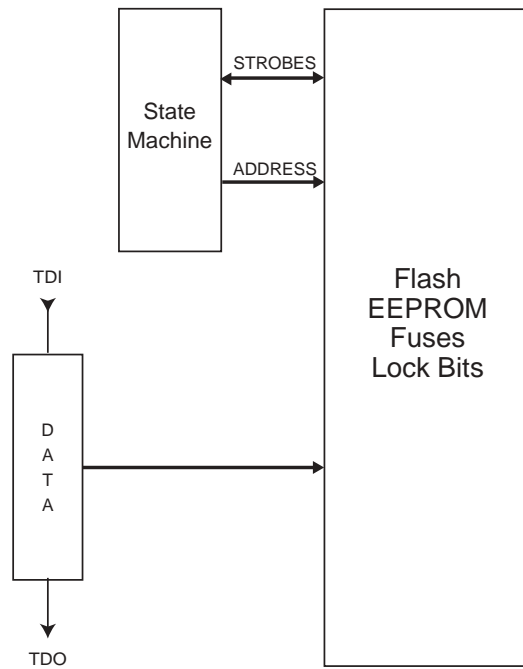 STROBES
State
Machine
ADDRESS
TDI
Flash
EEPROM
Fuses
Lock Bits
D
A
T
A
TDO